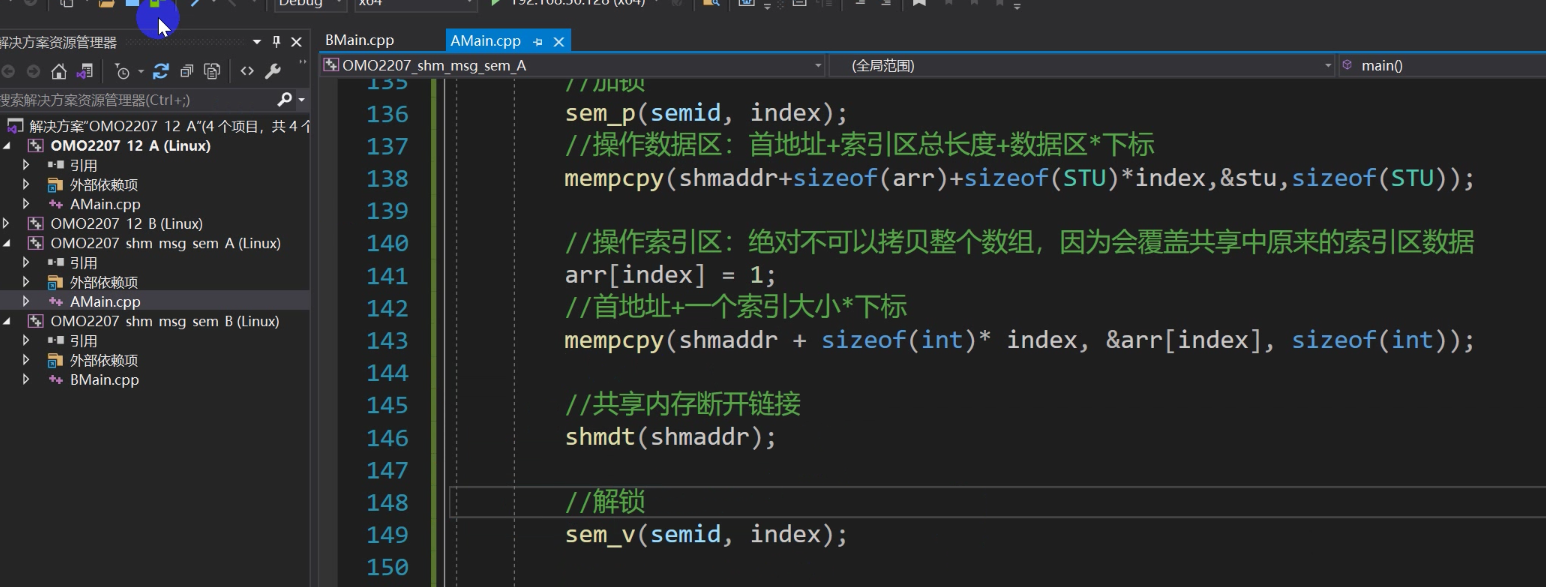 Debug x64 192.168.30.128 (x64)
解决方案资源管理器
BMain.cpp AMain.cpp
OMO2207_shm_msg_sem_A (全局范围) main()
搜索解决方案资源管理器(Ctrl+;)
解决方案"OMO2207 12 A"(4 个项目，共 4 个
OMO2207 12 A (Linux)
引用
外部依赖项
AMain.cpp
OMO2207 12 B (Linux)
OMO2207 shm msg sem A (Linux)
引用
外部依赖项
AMain.cpp
OMO2207 shm msg sem B (Linux)
引用
外部依赖项
BMain.cpp
135 //加锁
136 sem_p(semid, index);
137 //操作数据区：首地址+索引区总长度+数据区*下标
138 mempcpy(shmaddr+sizeof(arr)+sizeof(STU)*index,&stu,sizeof(STU));
139
140 //操作索引区：绝对不可以拷贝整个数组，因为会覆盖共享中原来的索引区数据
141 arr[index] = 1;
142 //首地址+一个索引大小*下标
143 mempcpy(shmaddr + sizeof(int)* index, &arr[index], sizeof(int));
144
145 //共享内存断开链接
146 shmdt(shmaddr);
147
148 //解锁
149 sem_v(semid, index);
150